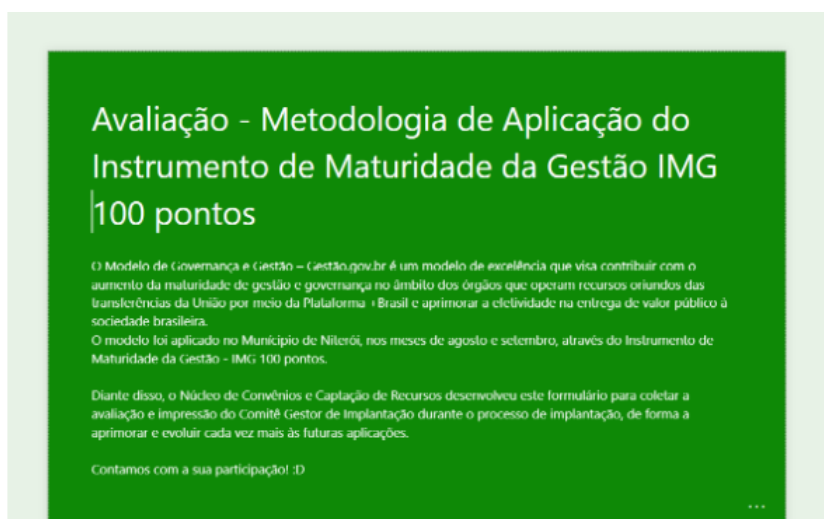 Avaliação - Metodologia de Aplicação do
Instrumento de Maturidade da Gestão IMG
100 pontos
O Modelo de Governança e Gestão – Gestão.gov.br é um modelo de excelência que visa contribuir com o
aumento da maturidade de gestão e governança no âmbito dos órgãos que operam recursos oriundos das
transferências da União por meio da Plataforma +Brasil e aprimorar a efetividade na entrega de valor público à
sociedade brasileira.
O modelo foi aplicado no Munícipio de Niterói, nos meses de agosto e setembro, através do Instrumento de
Maturidade da Gestão - IMG 100 pontos.
Diante disso, o Núcleo de Convênios e Captação de Recursos desenvolveu este formulário para coletar a
avaliação e impressão do Comitê Gestor de Implantação durante o processo de implantação, de forma a
aprimorar e evoluir cada vez mais às futuras aplicações.
Contamos com a sua participação! :D
...